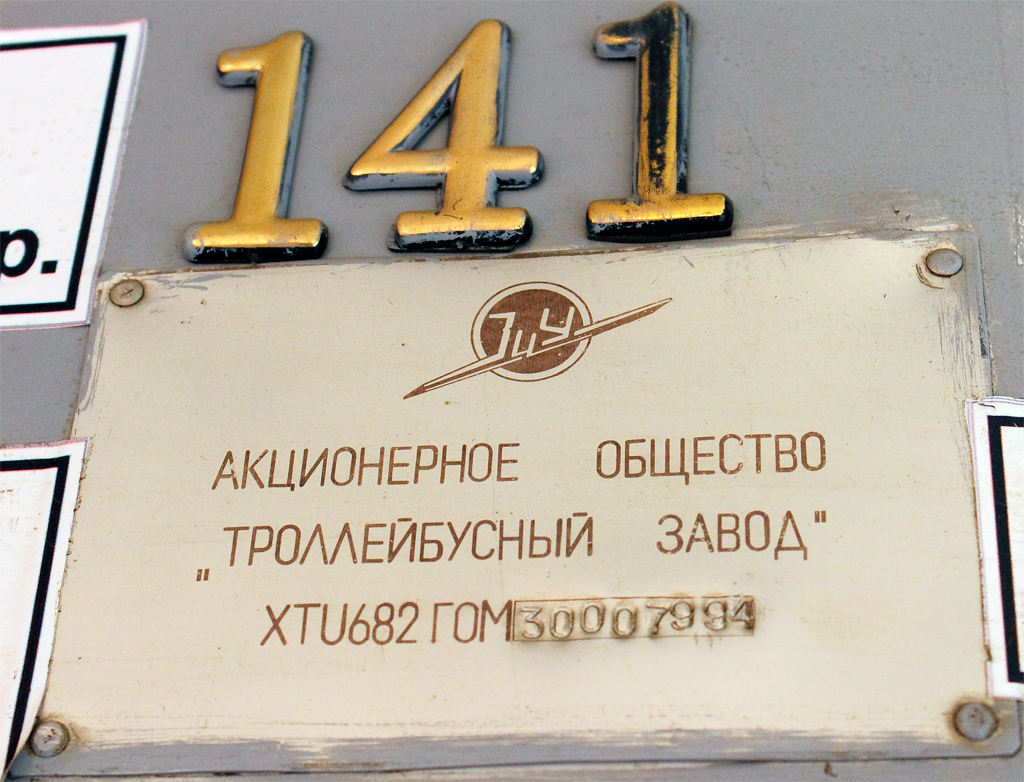 141
р.
ЗиУ
АКЦИОНЕРНОЕ ОБЩЕСТВО
"ТРОЛЛЕЙБУСНЫЙ ЗАВОД"
XTU682ГОМ30007994